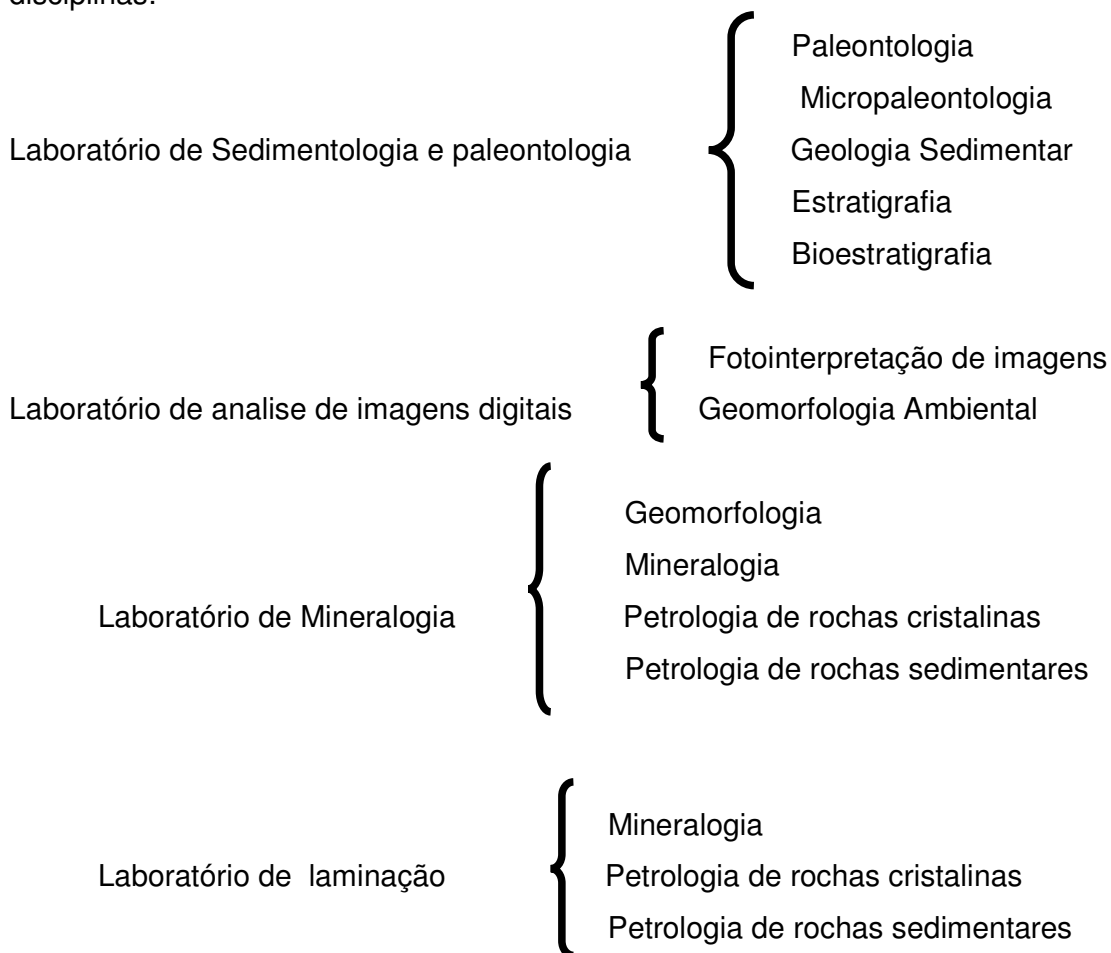 disciplinas:
Paleontologia
Micropaleontologia
Laboratório de Sedimentologia e paleontologia
Geologia Sedimentar
Estratigrafia
Bioestratigrafia
Fotointerpretação de imagens
Laboratório de analise de imagens digitais
Geomorfologia Ambiental
Geomorfologia
Mineralogia
Laboratório de Mineralogia
Petrologia de rochas cristalinas
Petrologia de rochas sedimentares
Mineralogia
Laboratório de laminação
Petrologia de rochas cristalinas
Petrologia de rochas sedimentares